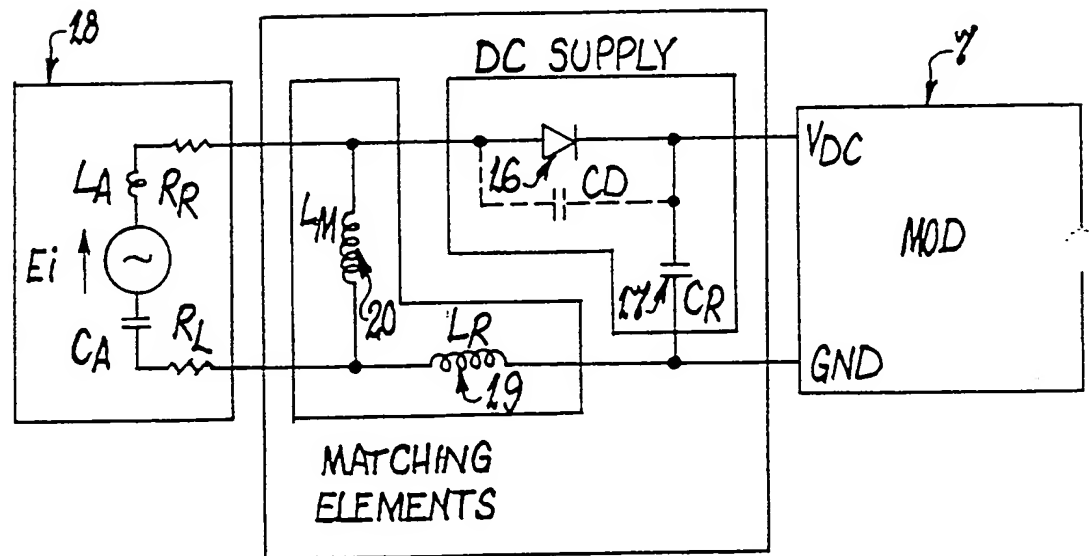 18
7
DC SUPPLY
LA
RR
16
CD
VDC
LM
MOD
Ei
~
20
17
CR
CA
RL
LR
19
GND
MATCHING
ELEMENTS